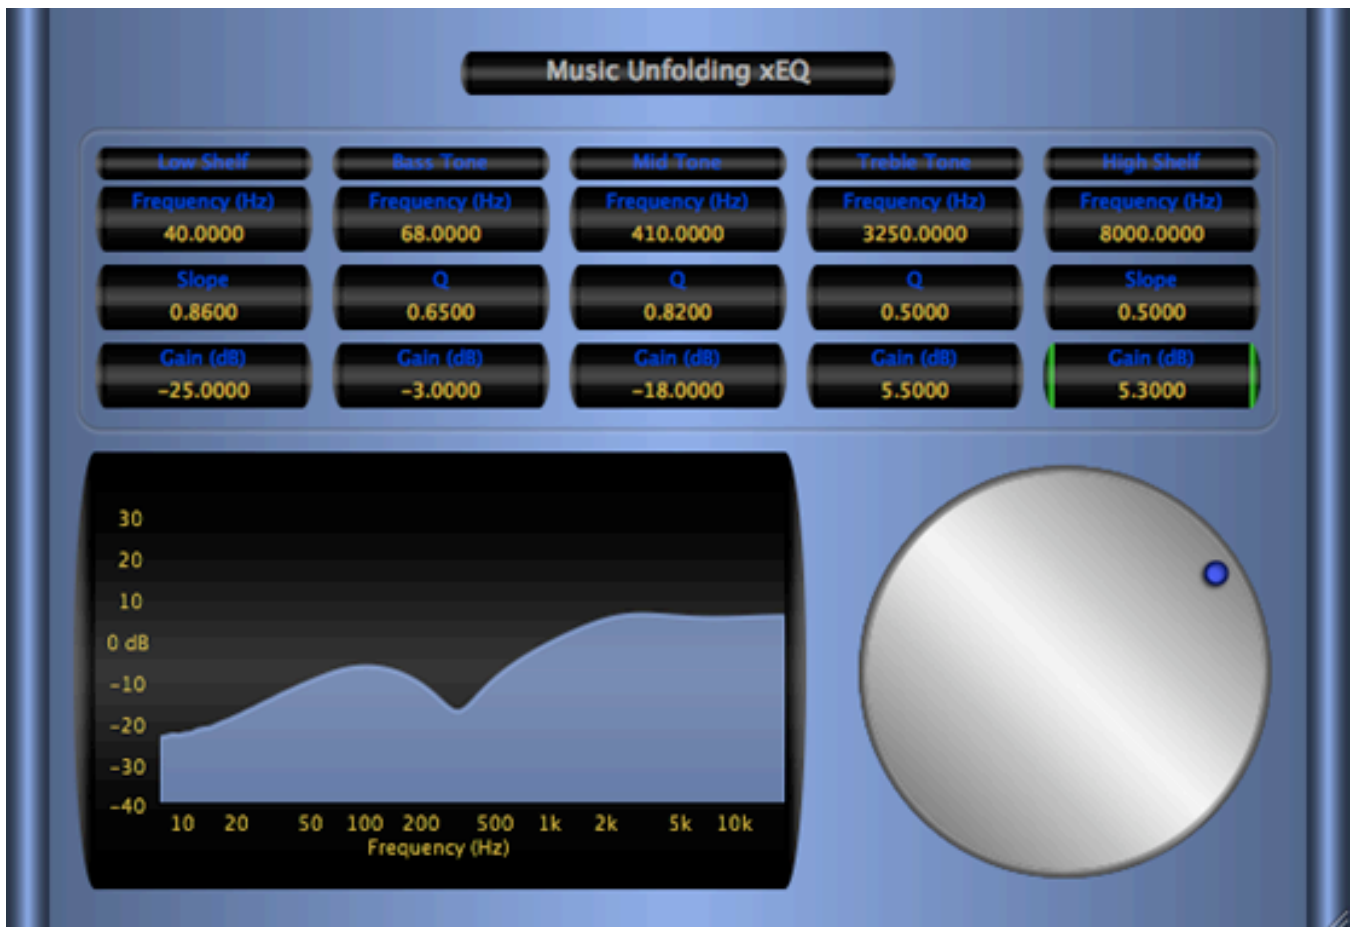 Music Unfolding xEQ
Low Shelf Bass Tone Mid Tone Treble Tone High Shelf
Frequency (Hz) Frequency (Hz) Frequency (Hz) Frequency (Hz) Frequency (Hz)
40.0000 68.0000 410.0000 3250.0000 8000.0000
Slope Q Q Q Slope
0.8600 0.6500 0.8200 0.5000 0.5000
Gain (dB) Gain (dB) Gain (dB) Gain (dB) Gain (dB)
-25.0000 -3.0000 -18.0000 5.5000 5.3000
30
20
10
0 dB
-10
-20
-30
-40
10 20 50 100 200 500 1k 2k 5k 10k
Frequency (Hz)